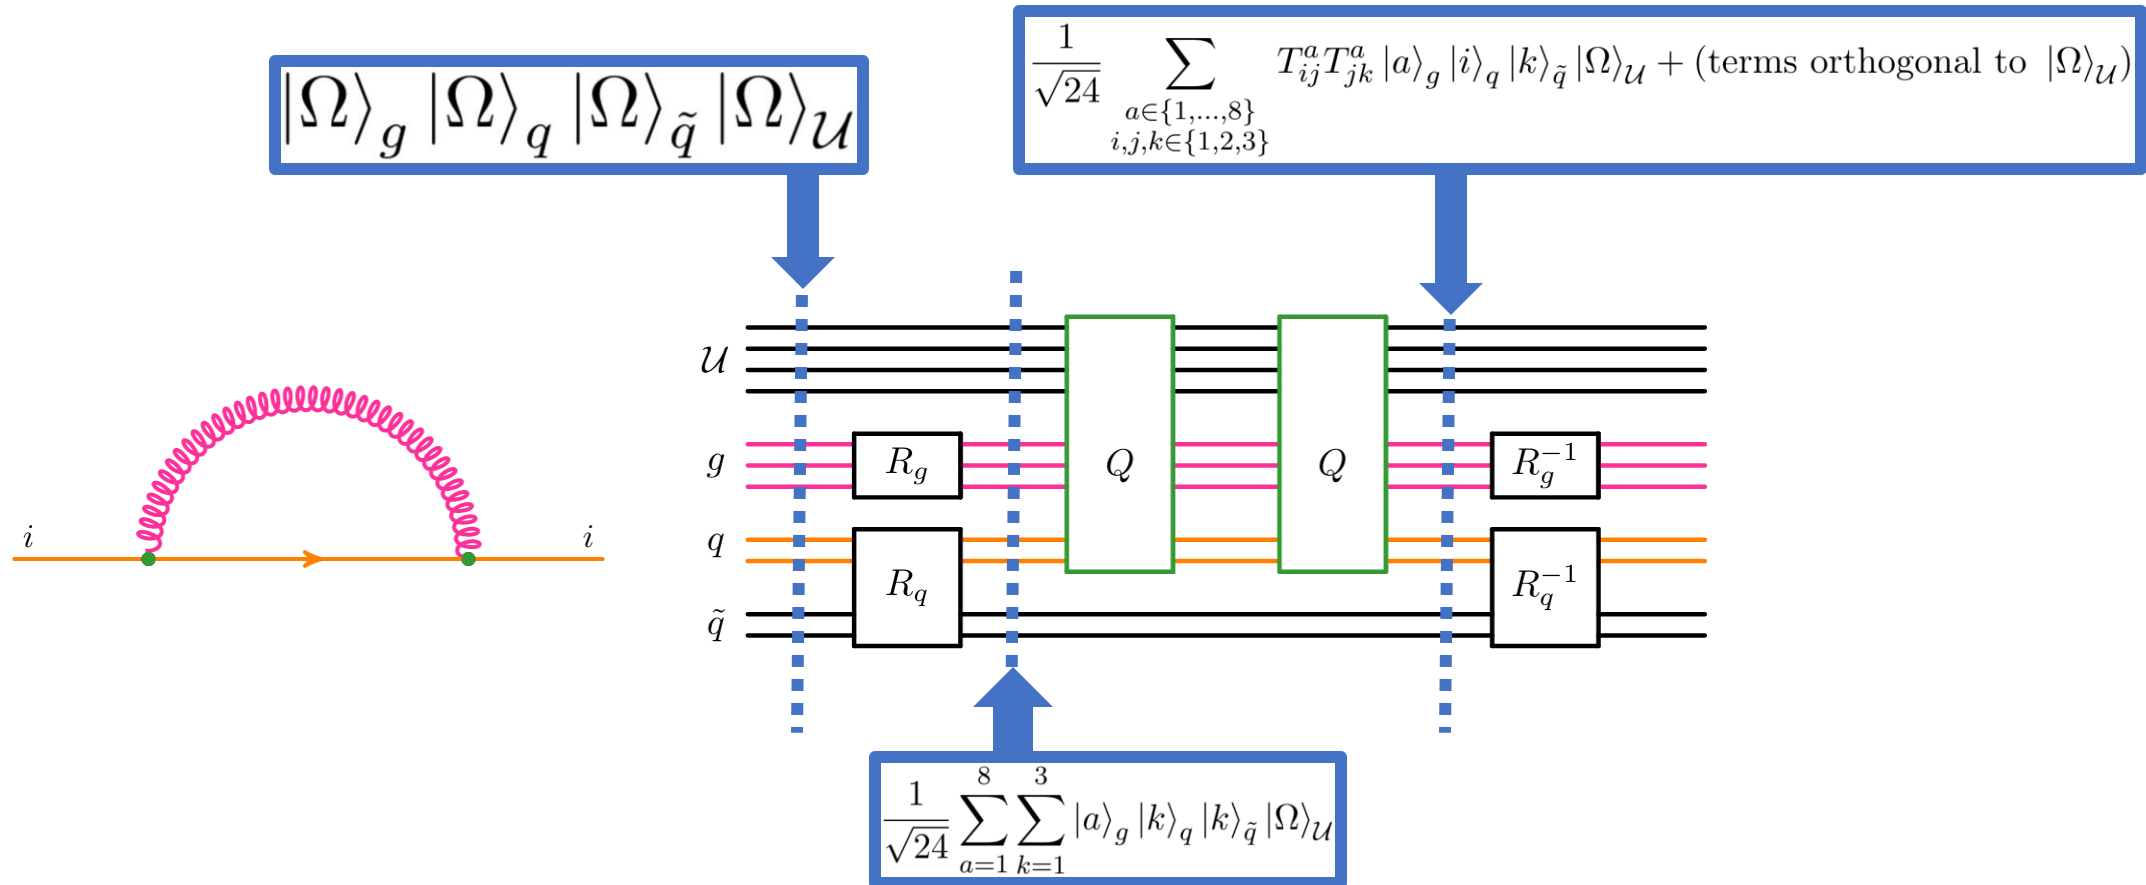 |Ω⟩_g |Ω⟩_q |Ω⟩_q̃ |Ω⟩_𝒰
1/√24 ∑_{a∈{1,...,8} i,j,k∈{1,2,3}} T^a_{ij} T^a_{jk} |a⟩_g |i⟩_q |k⟩_q̃ |Ω⟩_𝒰 + (terms orthogonal to |Ω⟩_𝒰)
i
i
𝒰
g
q
q̃
R_g
R_q
Q
Q
R_g^{-1}
R_q^{-1}
1/√24 ∑_{a=1}^{8} ∑_{k=1}^{3} |a⟩_g |k⟩_q |k⟩_q̃ |Ω⟩_𝒰